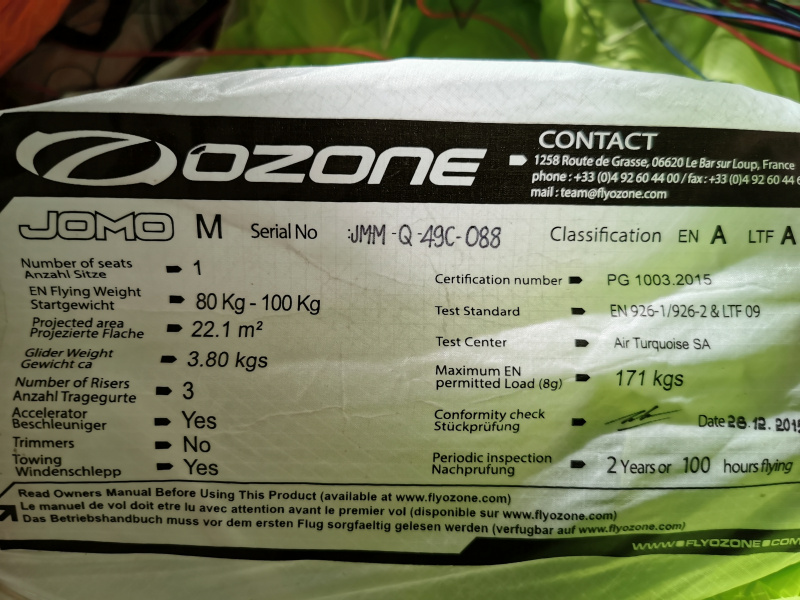 OZONE
CONTACT
1258 Route de Grasse, 06620 Le Bar sur Loup, France
phone : +33 (0)4 92 60 44 00 / fax : +33 (0)4 92 60 44
mail : team@flyozone.com
JOMO M Serial No :JMM-Q-49C-088 Classification EN A LTF A
Number of seats 1
Anzahl Sitze
EN Flying Weight 80 Kg - 100 Kg
Startgewicht
Projected area 22.1 m²
Projezierte Flache
Glider Weight 3.80 kgs
Gewicht ca
Number of Risers 3
Anzahl Tragegurte
Accelerator Yes
Beschleuniger
Trimmers No
Towing Yes
Windenschlepp
Certification number PG 1003.2015
Test Standard EN 926-1/926-2 & LTF 09
Test Center Air Turquoise SA
Maximum EN
permitted Load (8g) 171 kgs
Conformity check
Stückprüfung Date 28.12.2015
Periodic inspection 2 Years or 100 hours flying
Nachprufung
Read Owners Manual Before Using This Product (available at www.flyozone.com)
Le manuel de vol doit etre lu avec attention avant le premier vol (disponible sur www.flyozone.com)
Das Betriebshandbuch muss vor dem ersten Flug sorgfaeltig gelesen werden (verfugbar auf www.flyozone.com)
WWW.FLYOZONE.COM